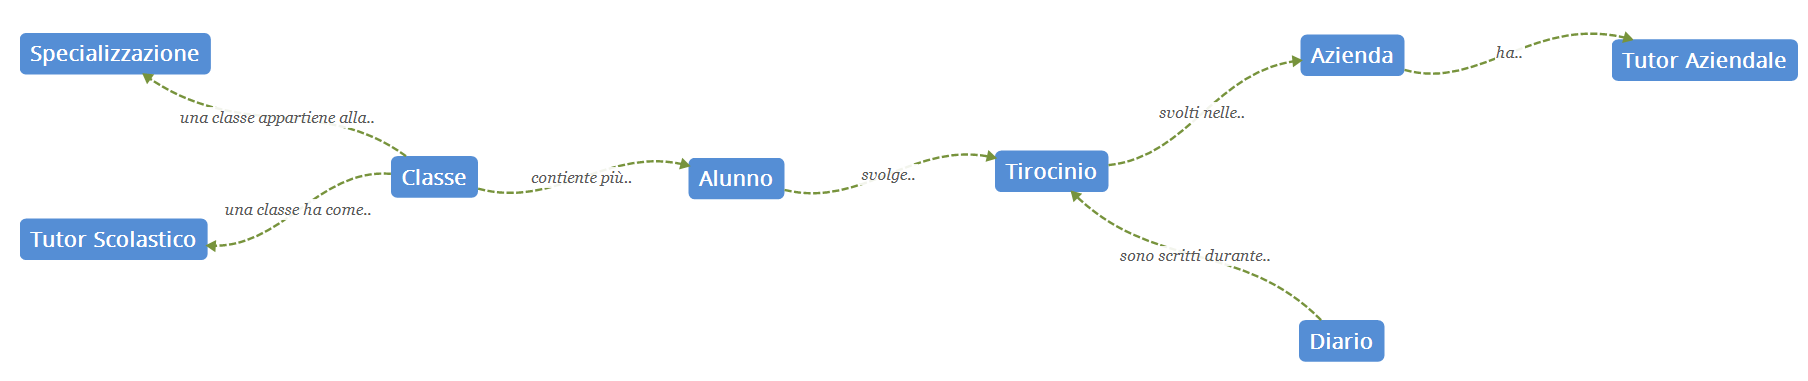 Specializzazione
una classe appartiene alla..
Classe
una classe ha come..
Tutor Scolastico
contiente più..
Alunno
svolge..
Tirocinio
svolti nelle..
Azienda
ha..
Tutor Aziendale
sono scritti durante..
Diario